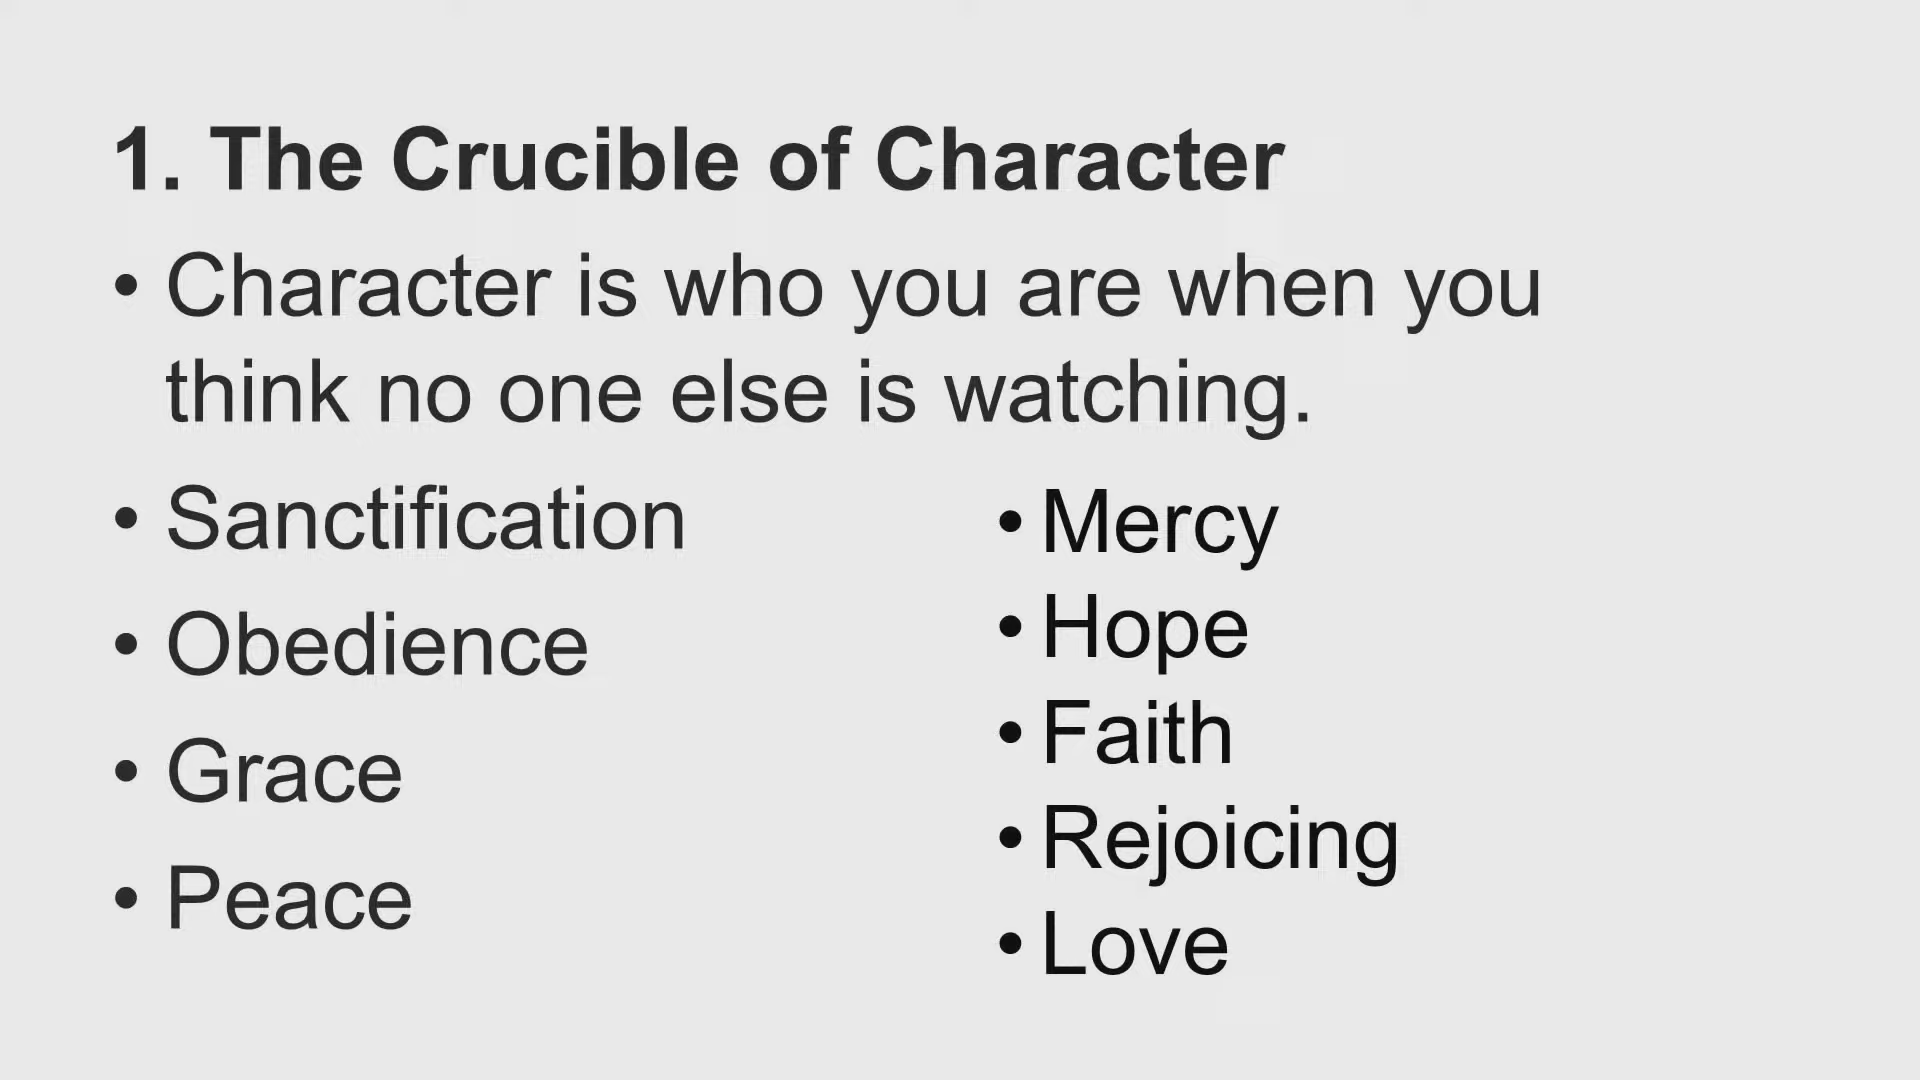 1. The Crucible of Character
• Character is who you are when you
think no one else is watching.
• Sanctification
• Obedience
• Grace
• Peace
• Mercy
• Hope
• Faith
• Rejoicing
• Love